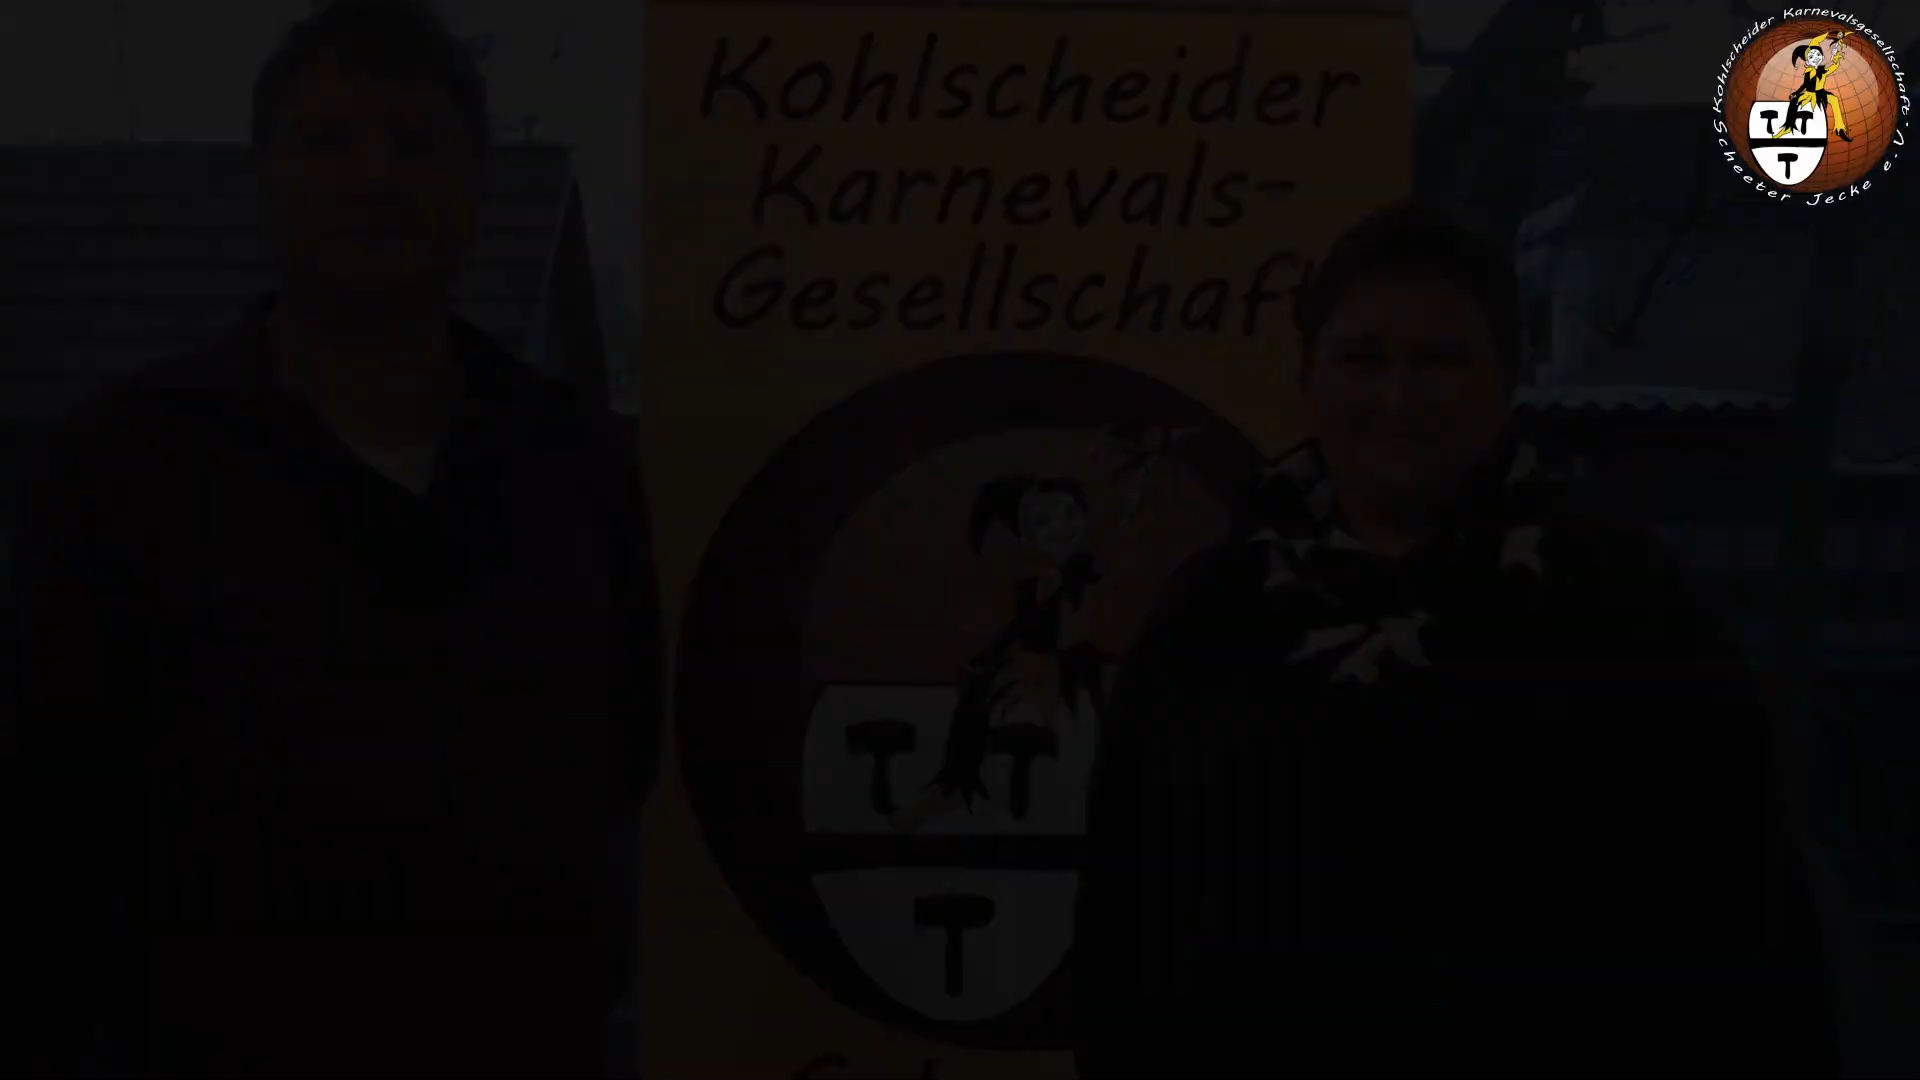 Kohlscheider
Karnevals-
Gesellschaft
T T
T
Kohlscheider Karnevalsgesellschaft
Scheeter Jecke e.V.
T T
T